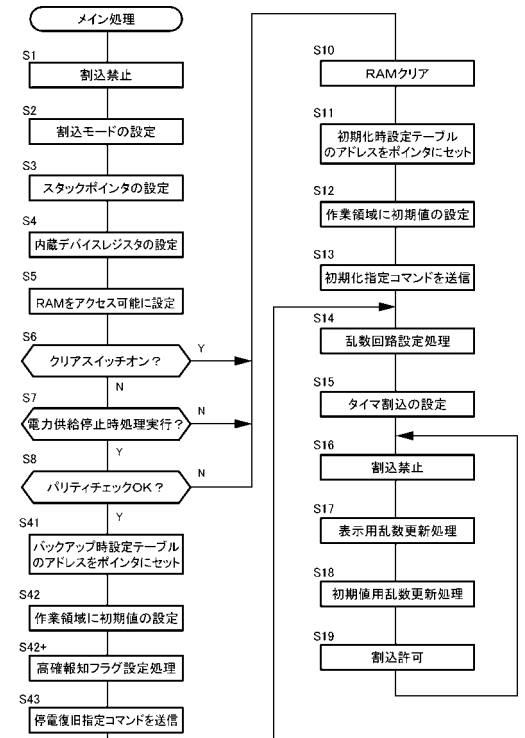 メイン処理
S1
割込禁止
S2
割込モードの設定
S3
スタックポインタの設定
S4
内蔵デバイスレジスタの設定
S5
RAMをアクセス可能に設定
S6
クリアスイッチオン?
Y
N
S7
電力供給停止時処理実行?
N
Y
S8
パリティチェックOK?
N
Y
S41
バックアップ時設定テーブル
のアドレスをポインタにセット
S42
作業領域に初期値の設定
S42+
高確報知フラグ設定処理
S43
停電復旧指定コマンドを送信
S10
RAMクリア
S11
初期化時設定テーブル
のアドレスをポインタにセット
S12
作業領域に初期値の設定
S13
初期化指定コマンドを送信
S14
乱数回路設定処理
S15
タイマ割込の設定
S16
割込禁止
S17
表示用乱数更新処理
S18
初期値用乱数更新処理
S19
割込許可